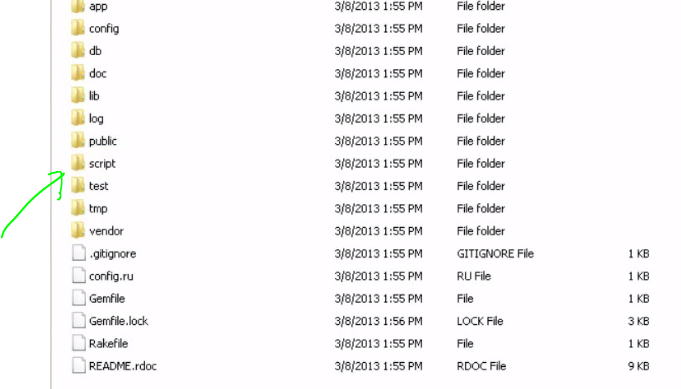 app 3/8/2013 1:55 PM File folder
config 3/8/2013 1:55 PM File folder
db 3/8/2013 1:55 PM File folder
doc 3/8/2013 1:55 PM File folder
lib 3/8/2013 1:55 PM File folder
log 3/8/2013 1:55 PM File folder
public 3/8/2013 1:55 PM File folder
script 3/8/2013 1:55 PM File folder
test 3/8/2013 1:55 PM File folder
tmp 3/8/2013 1:55 PM File folder
vendor 3/8/2013 1:55 PM File folder
.gitignore 3/8/2013 1:55 PM GITIGNORE File 1 KB
config.ru 3/8/2013 1:55 PM RU File 1 KB
Gemfile 3/8/2013 1:55 PM File 1 KB
Gemfile.lock 3/8/2013 1:56 PM LOCK File 3 KB
Rakefile 3/8/2013 1:55 PM File 1 KB
README.rdoc 3/8/2013 1:55 PM RDOC File 9 KB